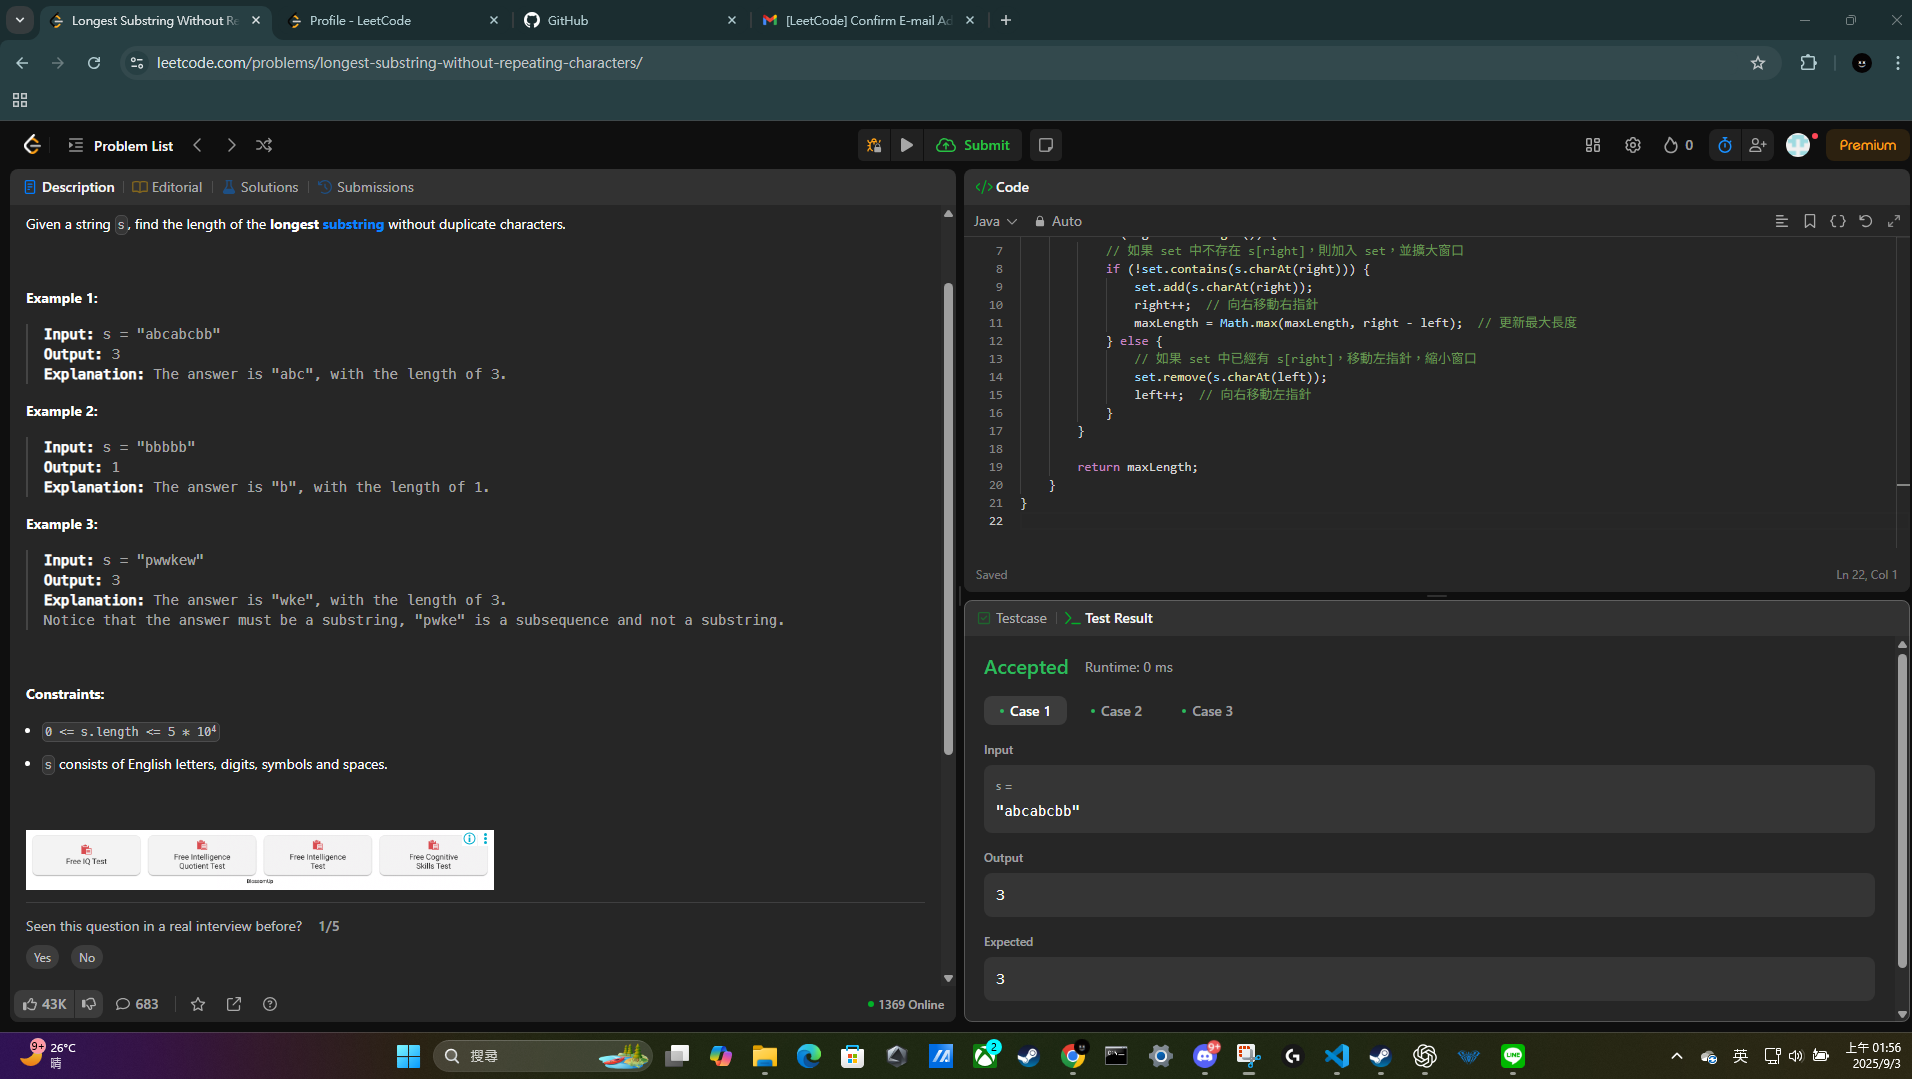 Longest Substring Without Re
Profile - LeetCode
GitHub
[LeetCode] Confirm E-mail Ad
leetcode.com/problems/longest-substring-without-repeating-characters/
Problem List
Submit
0
Premium
Description
Editorial
Solutions
Submissions
Given a string s, find the length of the longest substring without duplicate characters.
Example 1:
Input: s = "abcabcbb"
Output: 3
Explanation: The answer is "abc", with the length of 3.
Example 2:
Input: s = "bbbbb"
Output: 1
Explanation: The answer is "b", with the length of 1.
Example 3:
Input: s = "pwwkew"
Output: 3
Explanation: The answer is "wke", with the length of 3.
Notice that the answer must be a substring, "pwke" is a subsequence and not a substring.
Constraints:
0 <= s.length <= 5 * 10⁴
s consists of English letters, digits, symbols and spaces.
Free IQ Test
Free Intelligence Quotient Test
Free Intelligence Test
Free Cognitive Skills Test
BlossomUp
Seen this question in a real interview before? 1/5
Yes
No
43K
683
1369 Online
</> Code
Java
Auto
7 // 如果 set 中不存在 s[right]，則加入 set，並擴大窗口
8 if (!set.contains(s.charAt(right))) {
9 set.add(s.charAt(right));
10 right++;  // 向右移動右指針
11 maxLength = Math.max(maxLength, right - left);  // 更新最大長度
12 } else {
13 // 如果 set 中已經有 s[right]，移動左指針，縮小窗口
14 set.remove(s.charAt(left));
15 left++;  // 向右移動左指針
16 }
17 }
18
19 return maxLength;
20 }
21 }
22
Saved
Ln 22, Col 1
Testcase
Test Result
Accepted
Runtime: 0 ms
Case 1
Case 2
Case 3
Input
s =
"abcabcbb"
Output
3
Expected
3
9+
26°C
晴
搜尋
2
9+
LINE
英
上午 01:56
2025/9/3